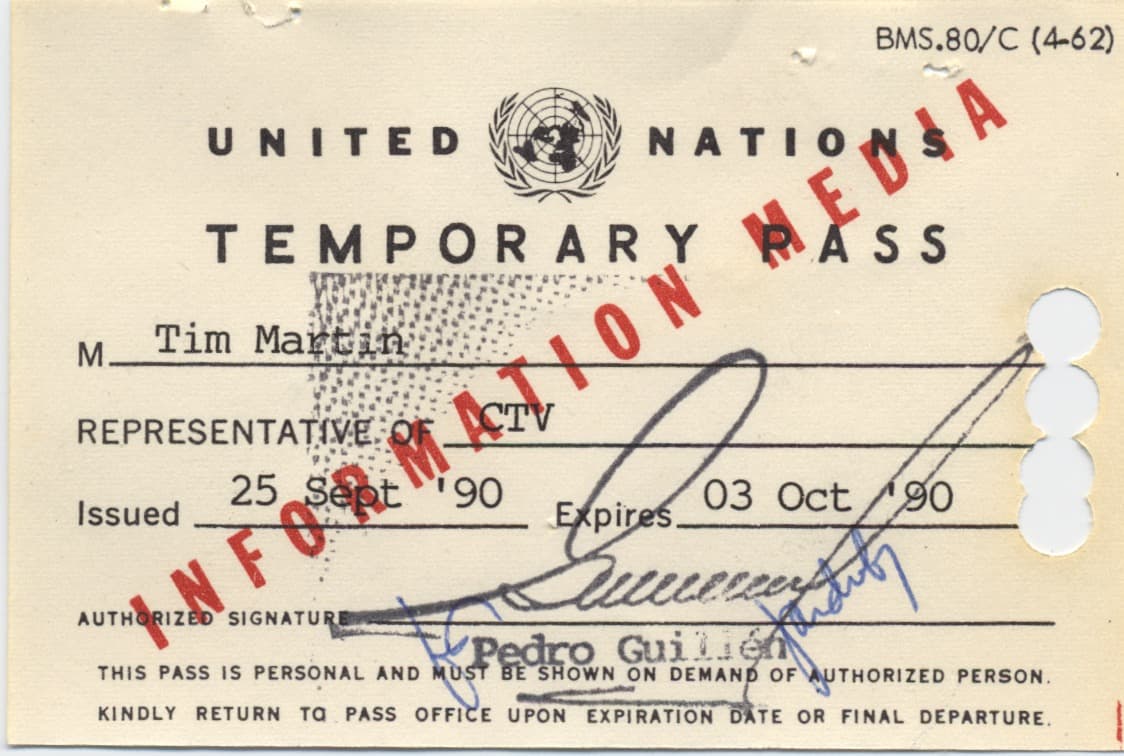 BMS.80/C (4-62)
UNITED NATIONS
TEMPORARY PASS
INFORMATION MEDIA
M Tim Martin
REPRESENTATIVE OF CTV
Issued 25 Sept '90 Expires 03 Oct '90
AUTHORIZED SIGNATURE
Pedro Guillén
THIS PASS IS PERSONAL AND MUST BE SHOWN ON DEMAND OF AUTHORIZED PERSON.
KINDLY RETURN TO PASS OFFICE UPON EXPIRATION DATE OR FINAL DEPARTURE.